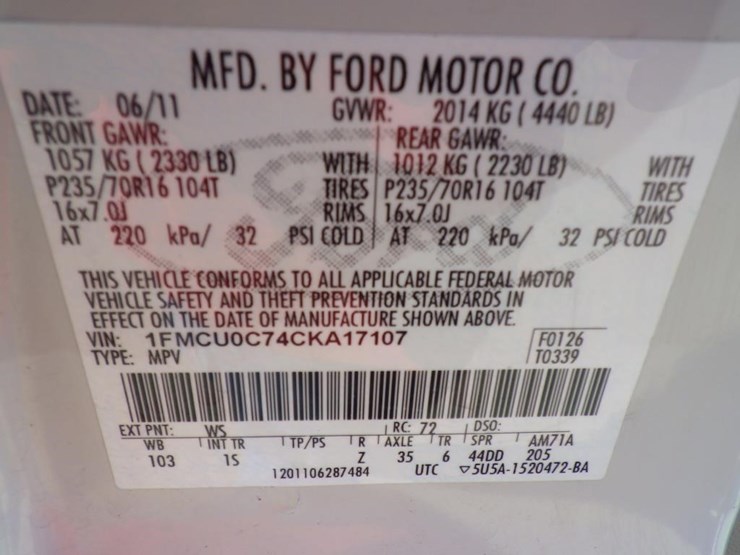 MFD. BY FORD MOTOR CO.
DATE: 06/11 GVWR: 2014 KG ( 4440 LB)
FRONT GAWR: REAR GAWR:
1057 KG ( 2330 LB) WITH 1012 KG ( 2230 LB) WITH
P235/70R16 104T TIRES P235/70R16 104T TIRES
16x7.0J RIMS 16x7.0J RIMS
AT 220 kPa/ 32 PSI COLD AT 220 kPa/ 32 PSI COLD
THIS VEHICLE CONFORMS TO ALL APPLICABLE FEDERAL MOTOR
VEHICLE SAFETY AND THEFT PREVENTION STANDARDS IN
EFFECT ON THE DATE OF MANUFACTURE SHOWN ABOVE.
VIN: 1FMCU0C74CKA17107 F0126
TYPE: MPV T0339
EXT PNT: WS RC: 72 DSO:
WB INT TR TP/PS R AXLE TR SPR AM71A
103 1S Z 35 6 44DD 205
1201106287484 UTC ▽5U5A-1520472-BA